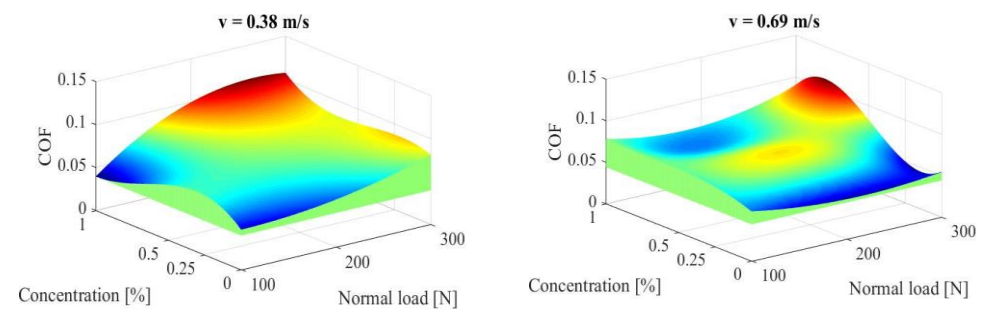 v = 0.38 m/s
0.15
0.1
0.05
0
COF
1
0.5
0.25
0
Concentration [%]
100
200
300
Normal load [N]
v = 0.69 m/s
0.15
0.1
0.05
0
COF
1
0.5
0.25
0
Concentration [%]
100
200
300
Normal load [N]